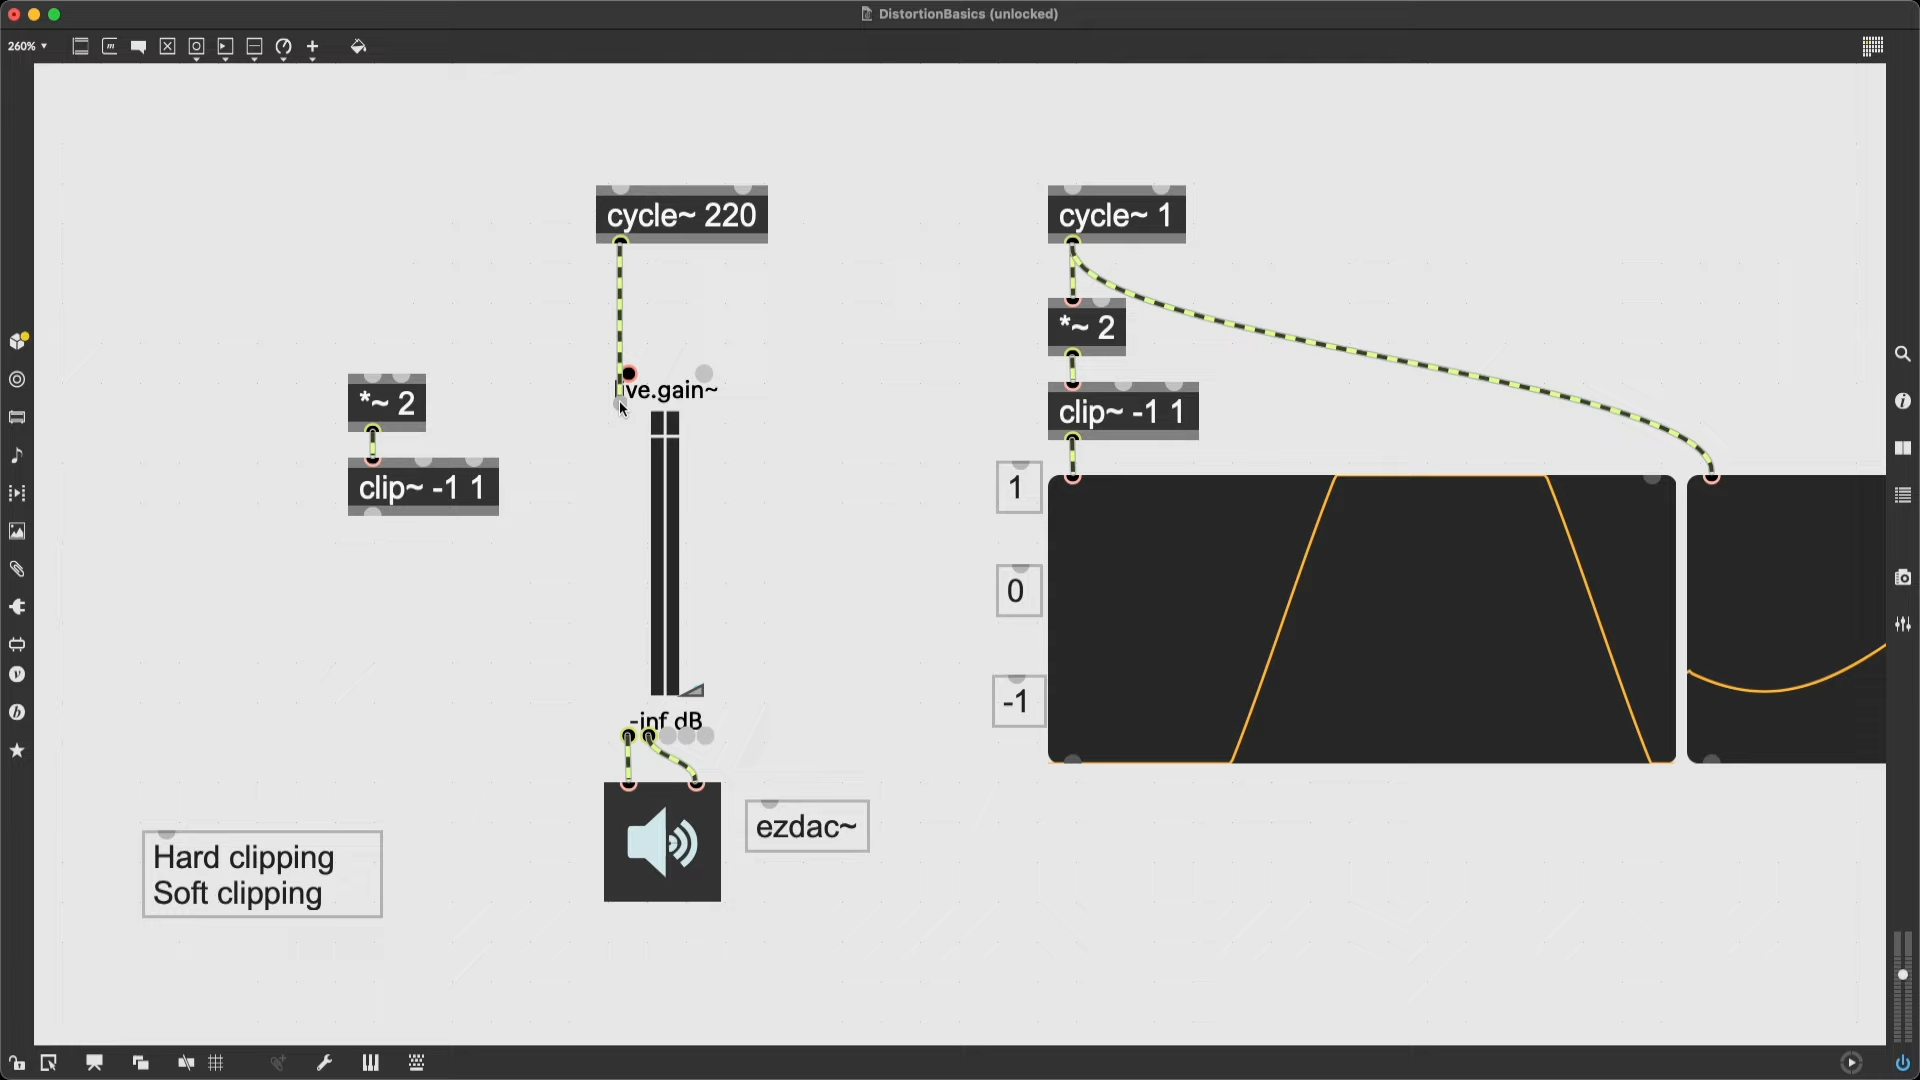 DistortionBasics (unlocked)
260%
cycle~ 220
cycle~ 1
*~ 2
live.gain~
*~ 2
clip~ -1 1
clip~ -1 1
1
0
-1
-inf dB
ezdac~
Hard clipping
Soft clipping